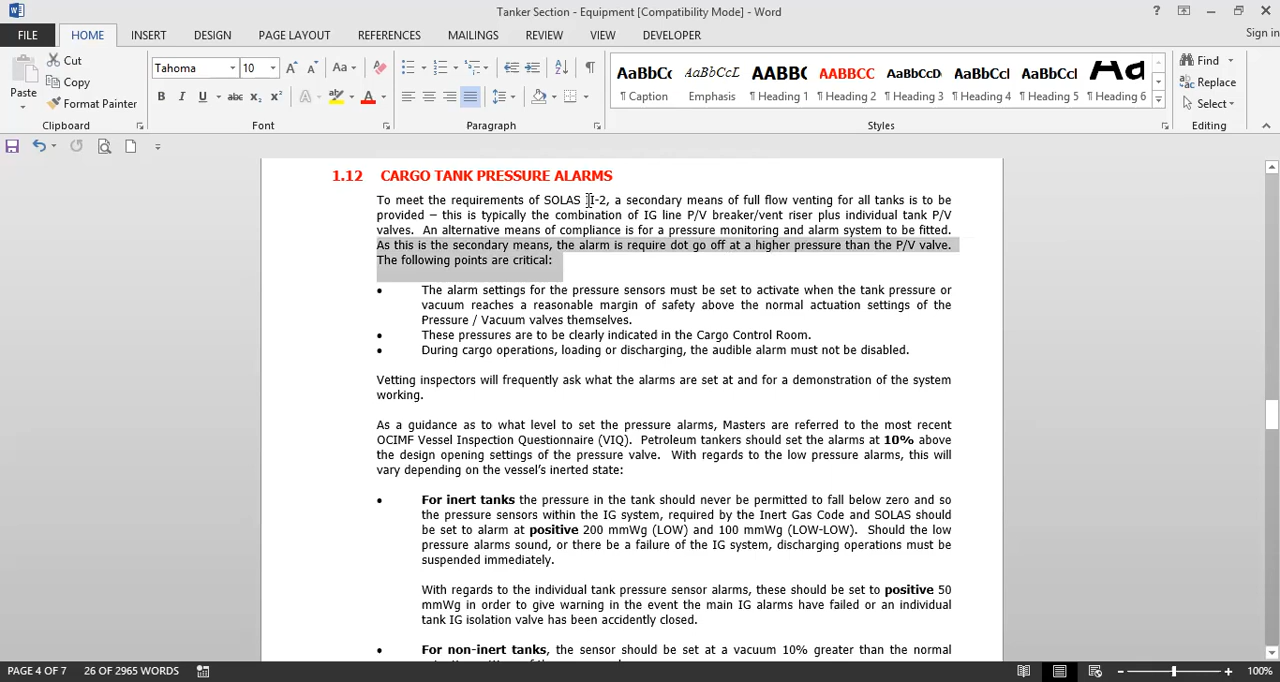 Tanker Section - Equipment [Compatibility Mode] - Word
Sign in
FILE HOME INSERT DESIGN PAGE LAYOUT REFERENCES MAILINGS REVIEW VIEW DEVELOPER
Paste
Cut
Copy
Format Painter
Clipboard
Tahoma 10
Font
Paragraph
AaBbCc AaBbCcL AABBC AABBCC AaBbCcD AaBbCcI AaBbCcI Aa
¶ Caption Emphasis ¶ Heading 1 ¶ Heading 2 ¶ Heading 3 ¶ Heading 4 ¶ Heading 5 ¶ Heading 6
Styles
Find
Replace
Select
Editing
1.12 CARGO TANK PRESSURE ALARMS
To meet the requirements of SOLAS II-2, a secondary means of full flow venting for all tanks is to be
provided – this is typically the combination of IG line P/V breaker/vent riser plus individual tank P/V
valves. An alternative means of compliance is for a pressure monitoring and alarm system to be fitted.
As this is the secondary means, the alarm is require dot go off at a higher pressure than the P/V valve.
The following points are critical:
• The alarm settings for the pressure sensors must be set to activate when the tank pressure or
vacuum reaches a reasonable margin of safety above the normal actuation settings of the
Pressure / Vacuum valves themselves.
• These pressures are to be clearly indicated in the Cargo Control Room.
• During cargo operations, loading or discharging, the audible alarm must not be disabled.
Vetting inspectors will frequently ask what the alarms are set at and for a demonstration of the system
working.
As a guidance as to what level to set the pressure alarms, Masters are referred to the most recent
OCIMF Vessel Inspection Questionnaire (VIQ). Petroleum tankers should set the alarms at 10% above
the design opening settings of the pressure valve. With regards to the low pressure alarms, this will
vary depending on the vessel's inerted state:
• For inert tanks the pressure in the tank should never be permitted to fall below zero and so
the pressure sensors within the IG system, required by the Inert Gas Code and SOLAS should
be set to alarm at positive 200 mmWg (LOW) and 100 mmWg (LOW-LOW). Should the low
pressure alarms sound, or there be a failure of the IG system, discharging operations must be
suspended immediately.
With regards to the individual tank pressure sensor alarms, these should be set to positive 50
mmWg in order to give warning in the event the main IG alarms have failed or an individual
tank IG isolation valve has been accidently closed.
• For non-inert tanks, the sensor should be set at a vacuum 10% greater than the normal
PAGE 4 OF 7 26 OF 2965 WORDS
100%